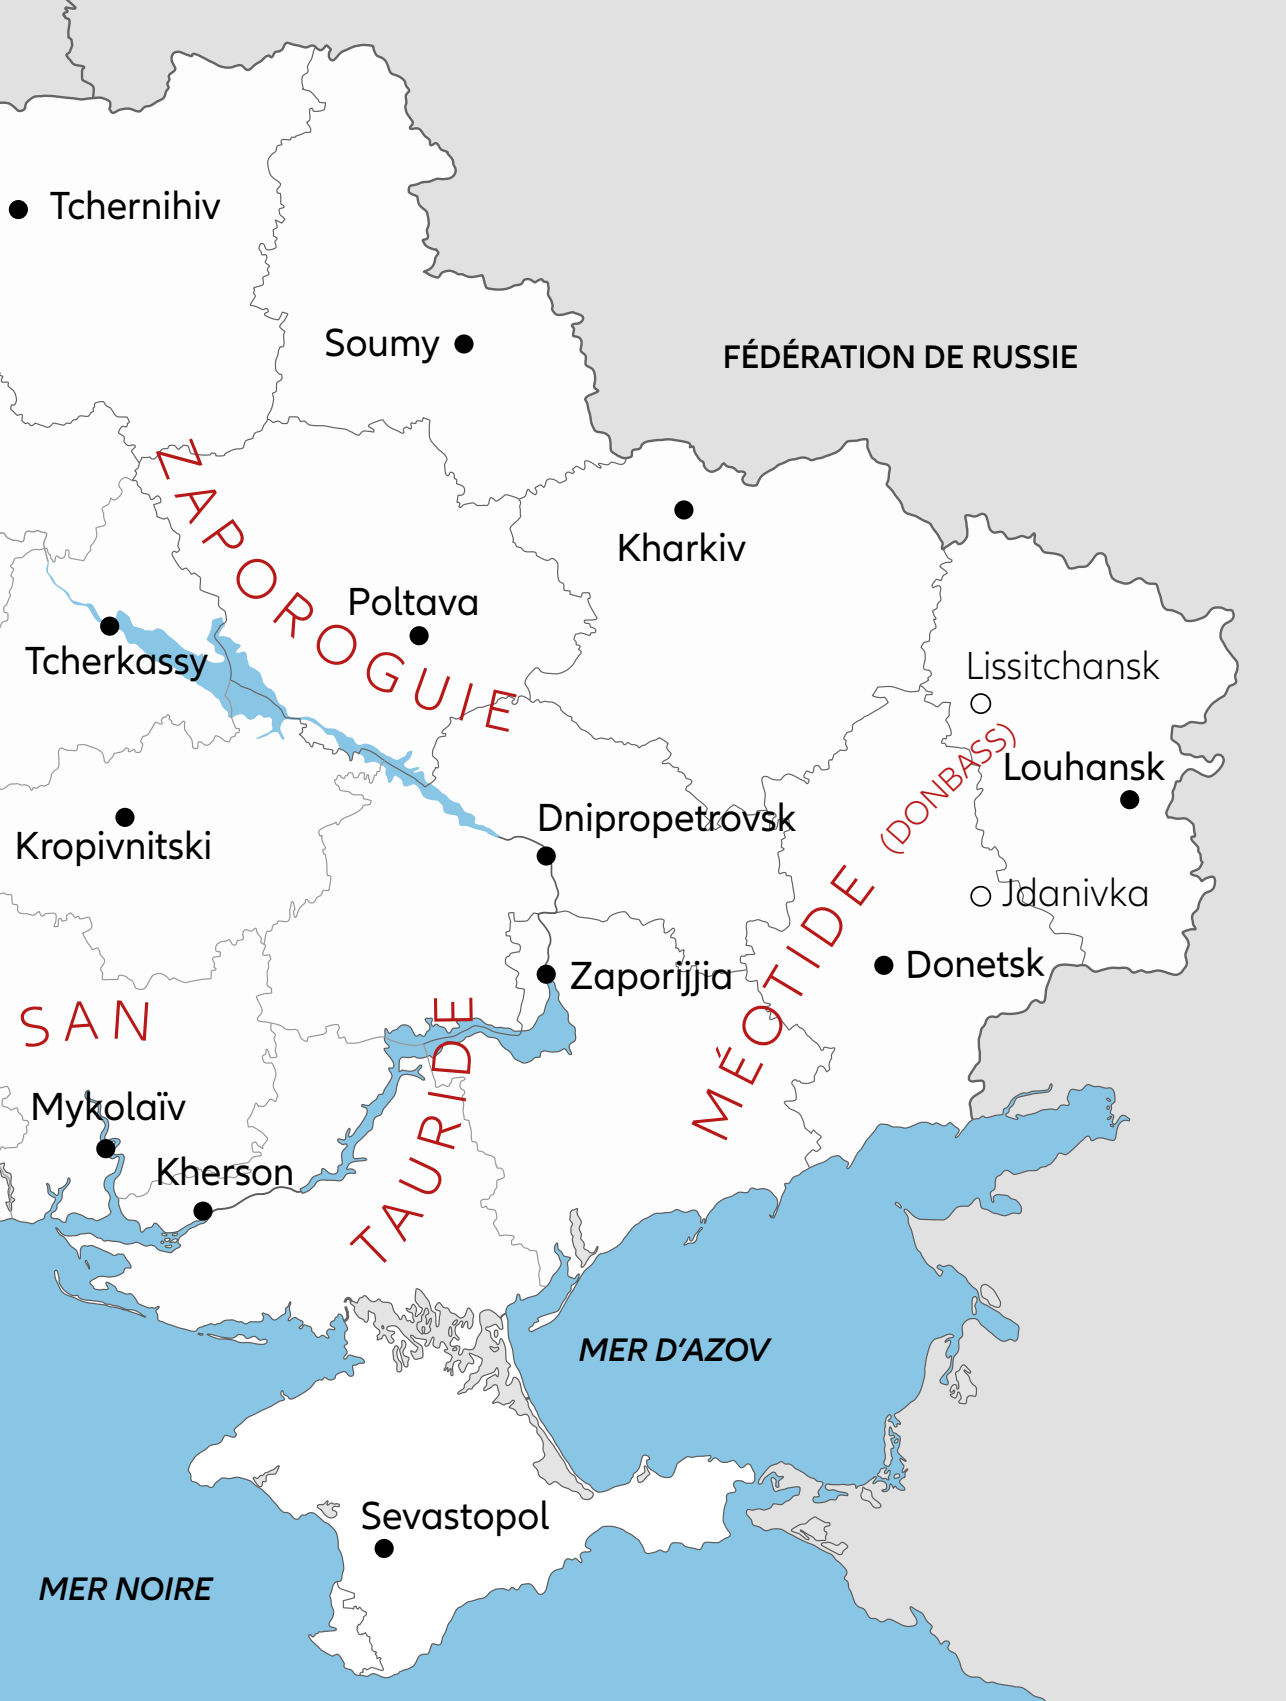 Tchernihiv
Soumy
FÉDÉRATION DE RUSSIE
ZAPOROGUIE
Kharkiv
Poltava
Tcherkassy
Lissitchansk
(DONBASS)
Louhansk
Dnipropetrovsk
Kropivnitski
MÉOTIDE
Jdanivka
Donetsk
Zaporijjia
SAN
TAURIDE
Mykolaïv
Kherson
MER D'AZOV
Sevastopol
MER NOIRE